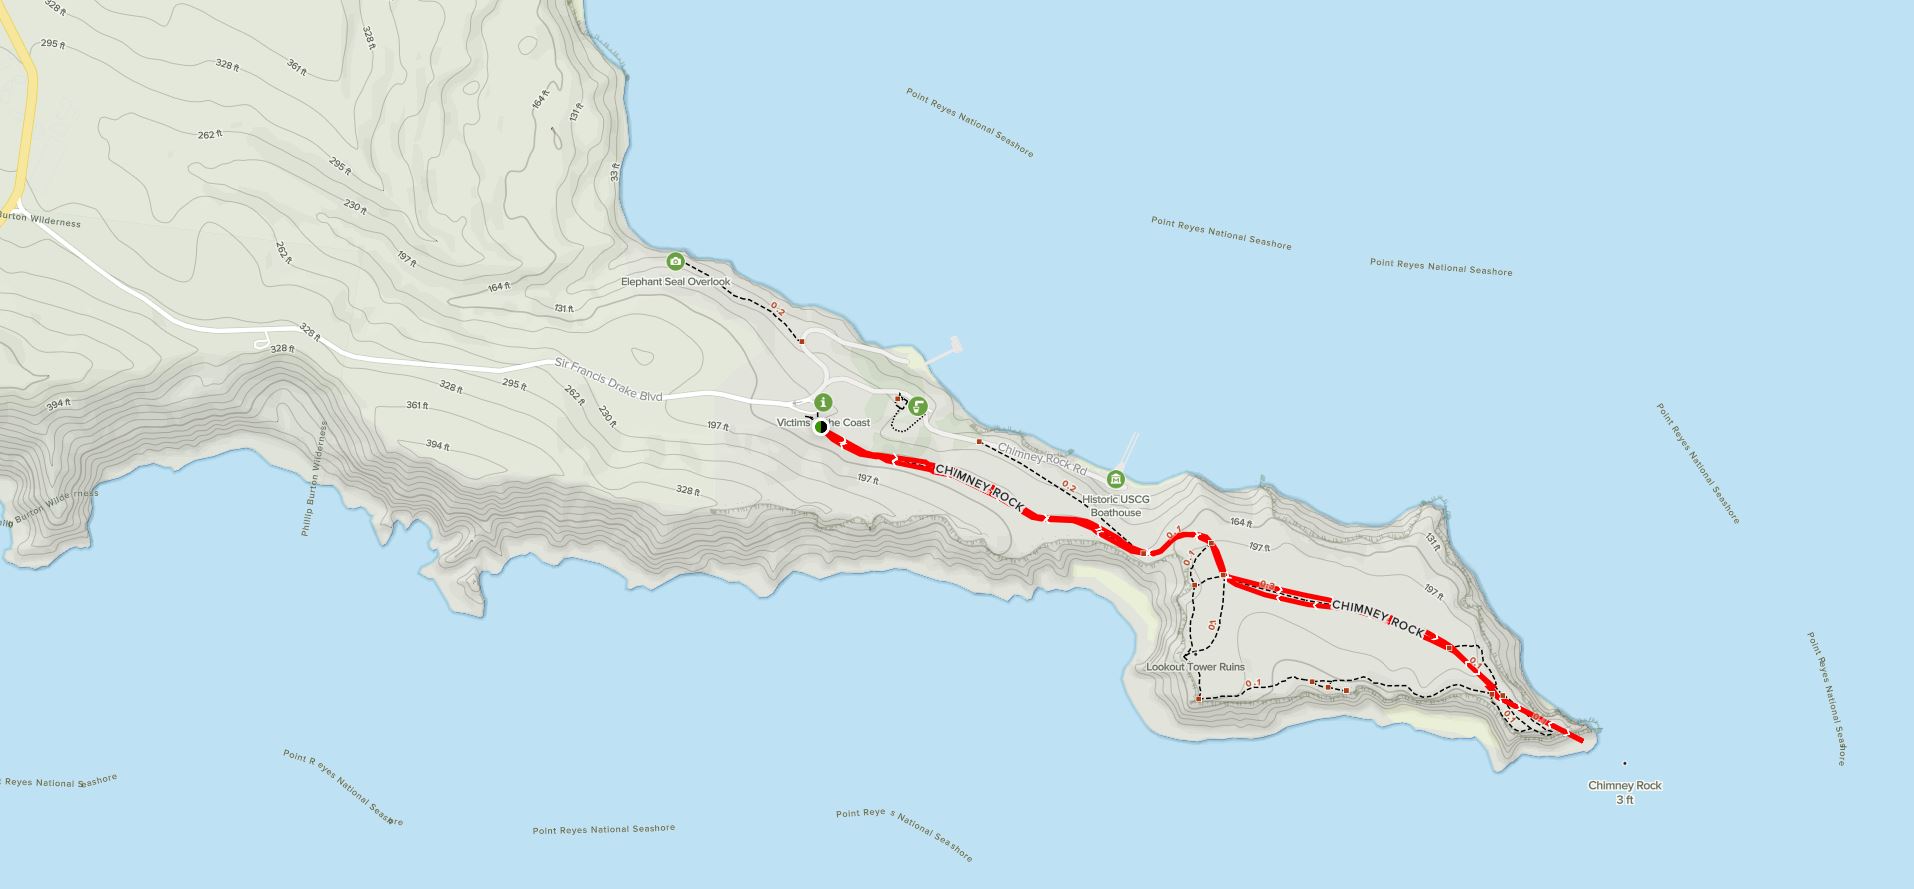 328 ft
328 ft
295 ft
328 ft
361 ft
164 ft
131 ft
Point Reyes National Seashore
262 ft
295 ft
33 ft
230 ft
Burton Wilderness
Point Reyes National Seashore
262 ft
197 ft
Point Reyes National Seashore
Elephant Seal Overlook
164 ft
131 ft
0.2
328 ft
328 ft
Sir Francis Drake Blvd
328 ft
295 ft
262 ft
230 ft
394 ft
361 ft
197 ft
Victims
the Coast
394 ft
CHIMNEY ROCK
Chimney Rock Rd
197 ft
328 ft
0.2
Historic USCG
Boathouse
Point Reyes National Seashore
Burton Wilderness
Phillip Burton Wilderness
164 ft
0.1
197 ft
131 ft
0.3
197 ft
CHIMNEY ROCK
0.1
Lookout Tower Ruins
0.1
0.1
Point Reyes National Seashore
Chimney Rock
3 ft
Point Reyes National Seashore
Reyes National Seashore
Point Reyes National Seashore
Point Reyes National Seashore